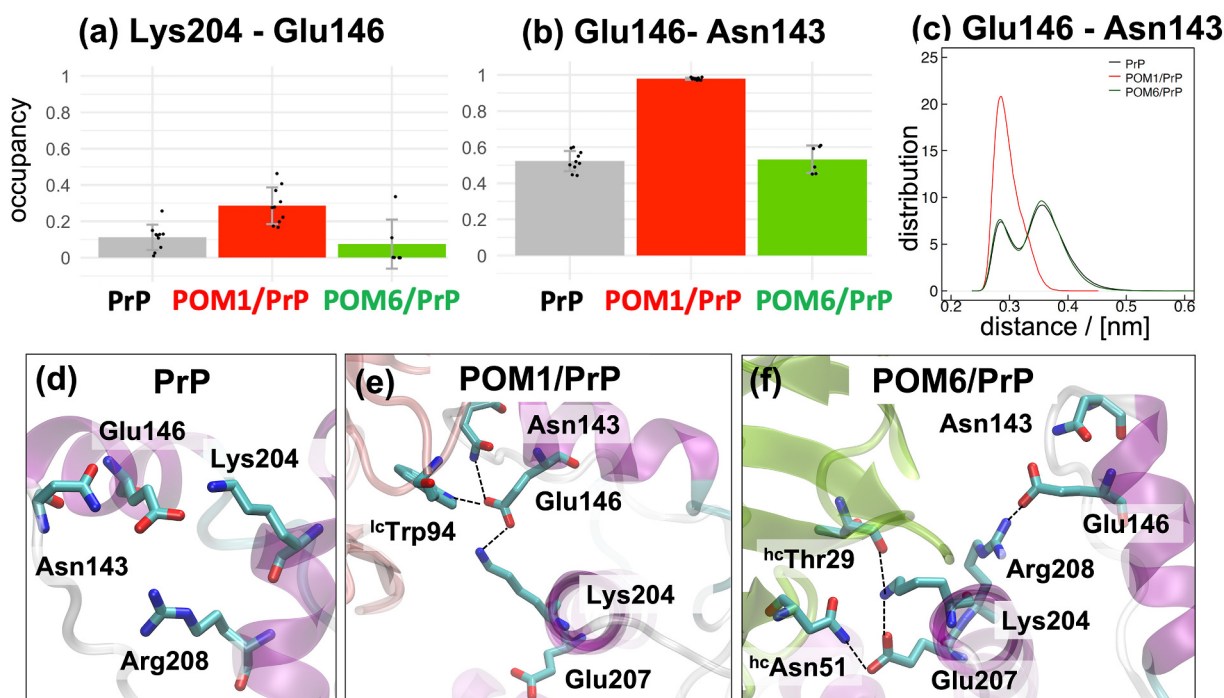 (a) Lys204 - Glu146
1
0.8
0.6
0.4
0.2
0
occupancy
PrP POM1/PrP POM6/PrP
(b) Glu146- Asn143
1
0.8
0.6
0.4
0.2
0
PrP POM1/PrP POM6/PrP
(c) Glu146 - Asn143
PrP
POM1/PrP
POM6/PrP
25
20
15
10
5
0
distribution
0.2 0.3 0.4 0.5 0.6
distance / [nm]
(d) PrP
Glu146
Lys204
Asn143
Arg208
(e) POM1/PrP
Asn143
Glu146
lcTrp94
Lys204
Glu207
(f) POM6/PrP
Asn143
Glu146
hcThr29
Arg208
Lys204
hcAsn51
Glu207